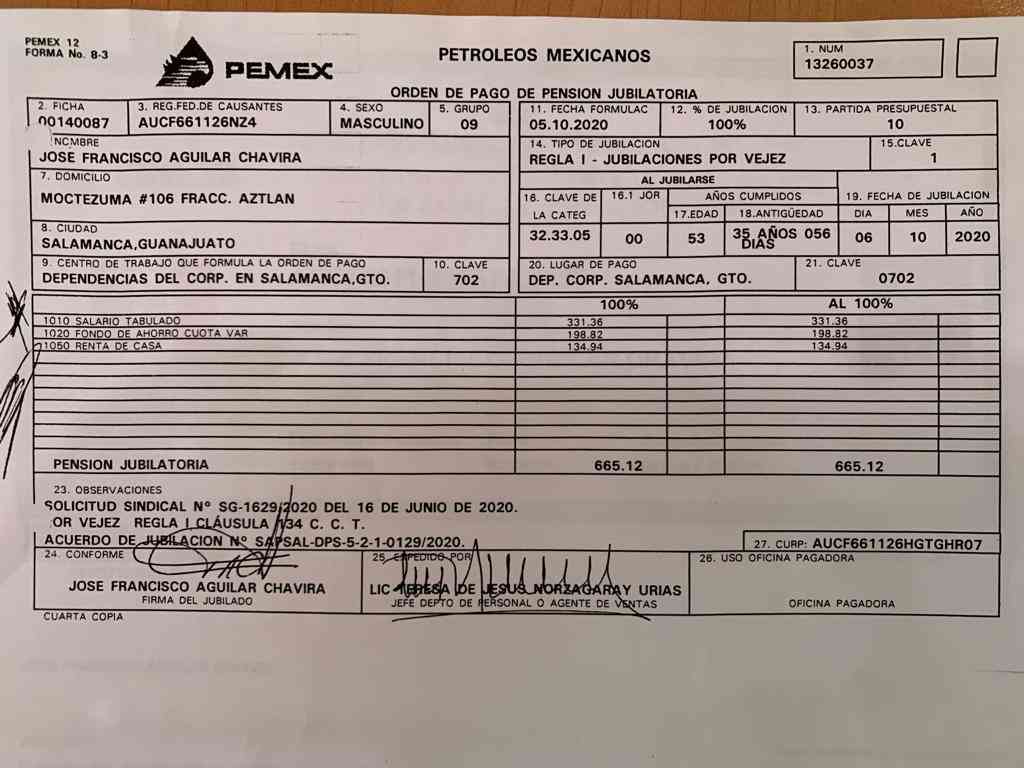 PEMEX 12
FORMA No. 8-3
PEMEX
PETROLEOS MEXICANOS
1. NUM
13260037
ORDEN DE PAGO DE PENSION JUBILATORIA
2. FICHA
00140087
3. REG.FED.DE CAUSANTES
AUCF661126NZ4
4. SEXO
MASCULINO
5. GRUPO
09
11. FECHA FORMULAC
05.10.2020
12. % DE JUBILACION
100%
13. PARTIDA PRESUPUESTAL
10
NOMBRE
JOSE FRANCISCO AGUILAR CHAVIRA
14. TIPO DE JUBILACION
REGLA I - JUBILACIONES POR VEJEZ
15.CLAVE
1
7. DOMICILIO
MOCTEZUMA #106 FRACC. AZTLAN
AL JUBILARSE
16. CLAVE DE
LA CATEG
32.33.05
16.1 JOR
00
AÑOS CUMPLIDOS
17.EDAD
53
18.ANTIGÜEDAD
35 AÑOS 056
DIAS
19. FECHA DE JUBILACION
DIA MES AÑO
06 10 2020
8. CIUDAD
SALAMANCA,GUANAJUATO
9. CENTRO DE TRABAJO QUE FORMULA LA ORDEN DE PAGO
DEPENDENCIAS DEL CORP. EN SALAMANCA,GTO.
10. CLAVE
702
20. LUGAR DE PAGO
DEP. CORP. SALAMANCA, GTO.
21. CLAVE
0702
100% AL 100%
1010 SALARIO TABULADO 331.36 331.36
1020 FONDO DE AHORRO CUOTA VAR 198.82 198.82
1050 RENTA DE CASA 134.94 134.94
PENSION JUBILATORIA 665.12 665.12
23. OBSERVACIONES
SOLICITUD SINDICAL Nº SG-1629/2020 DEL 16 DE JUNIO DE 2020.
OR VEJEZ REGLA I CLÁUSULA 134 C. C. T.
ACUERDO DE JUBILACION Nº SAPSAL-DPS-5-2-1-0129/2020.
27. CURP: AUCF661126HGTGHR07
24. CONFORME
JOSE FRANCISCO AGUILAR CHAVIRA
FIRMA DEL JUBILADO
25. EXPEDIDO POR
LIC TERESA DE JESUS NORZAGARAY URIAS
JEFE DEPTO DE PERSONAL O AGENTE DE VENTAS
26. USO OFICINA PAGADORA
OFICINA PAGADORA
CUARTA COPIA